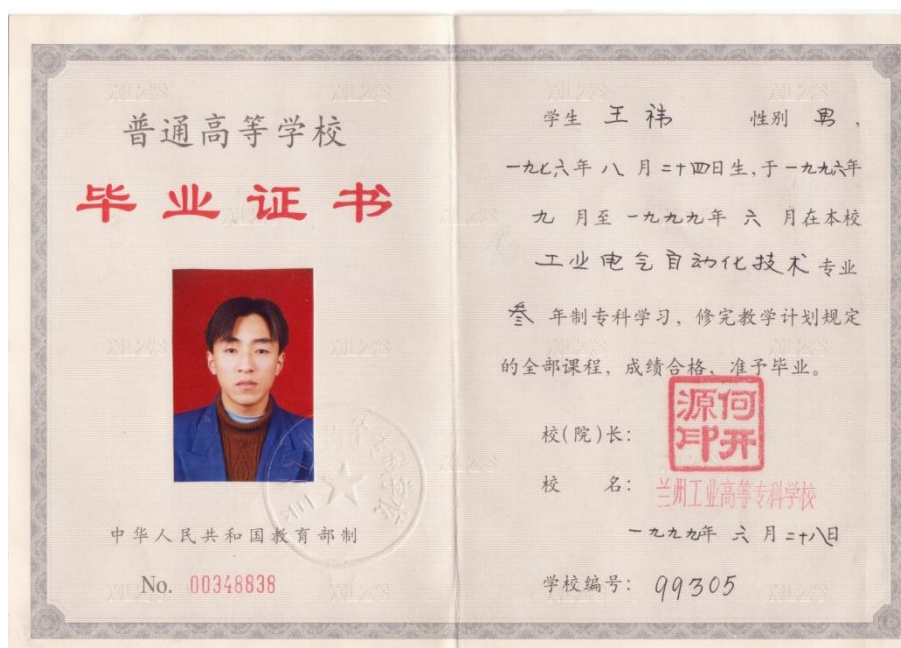 普通高等学校
毕业证书
中华人民共和国教育部制
No. 00348838
学生 王祎 性别 男,
一九七六年 八 月 二十四日生,于一九九六年
九 月至 一九九九年 六 月在本校
工业电气自动化技术 专业
叁 年制专科学习，修完教学计划规定
的全部课程，成绩合格、准予毕业。
校(院)长：
何开源印
校 名：兰州工业高等专科学校
一九九九年 六 月 二十八日
学校编号： 99305